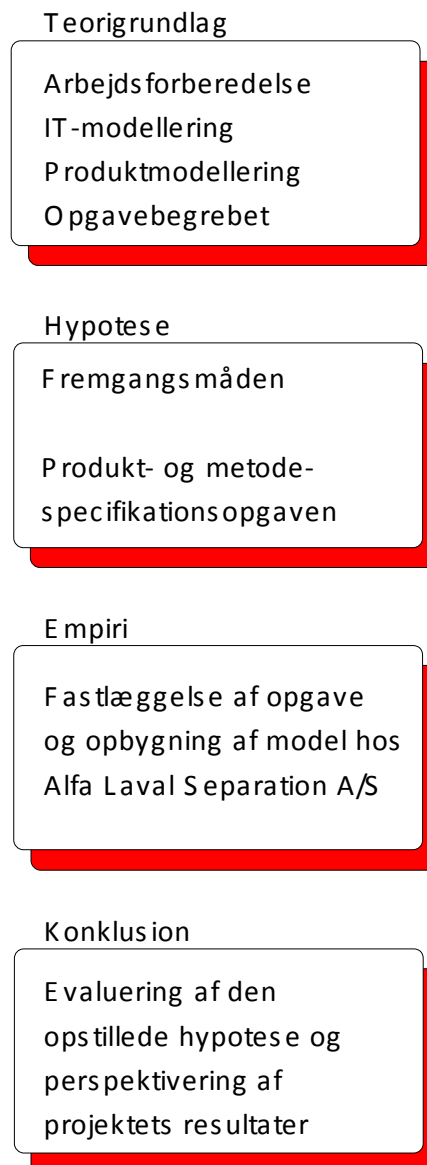 Teorigrundlag
Arbejdsforberedelse
IT-modellering
Produktmodellering
Opgavebegrebet
Hypotese
Fremgangsmåden
Produkt- og metode-
specifikationsopgaven
Empiri
Fastlæggelse af opgave
og opbygning af model hos
Alfa Laval Separation A/S
Konklusion
Evaluering af den
opstillede hypotese og
perspektivering af
projektets resultater